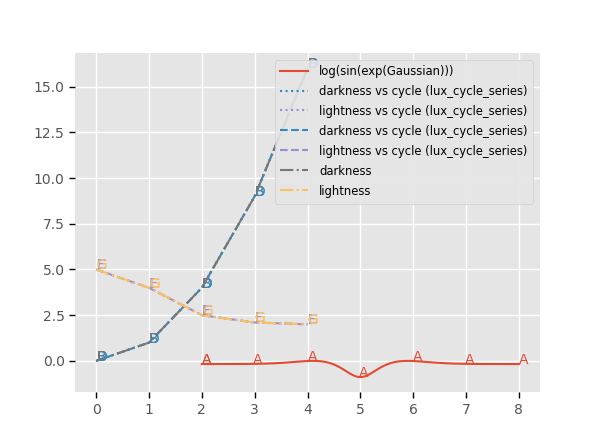 log(sin(exp(Gaussian)))
darkness vs cycle (lux_cycle_series)
lightness vs cycle (lux_cycle_series)
darkness vs cycle (lux_cycle_series)
lightness vs cycle (lux_cycle_series)
darkness
lightness
15.0
12.5
10.0
7.5
5.0
2.5
0.0
A A A A A A A
0 1 2 3 4 5 6 7 8